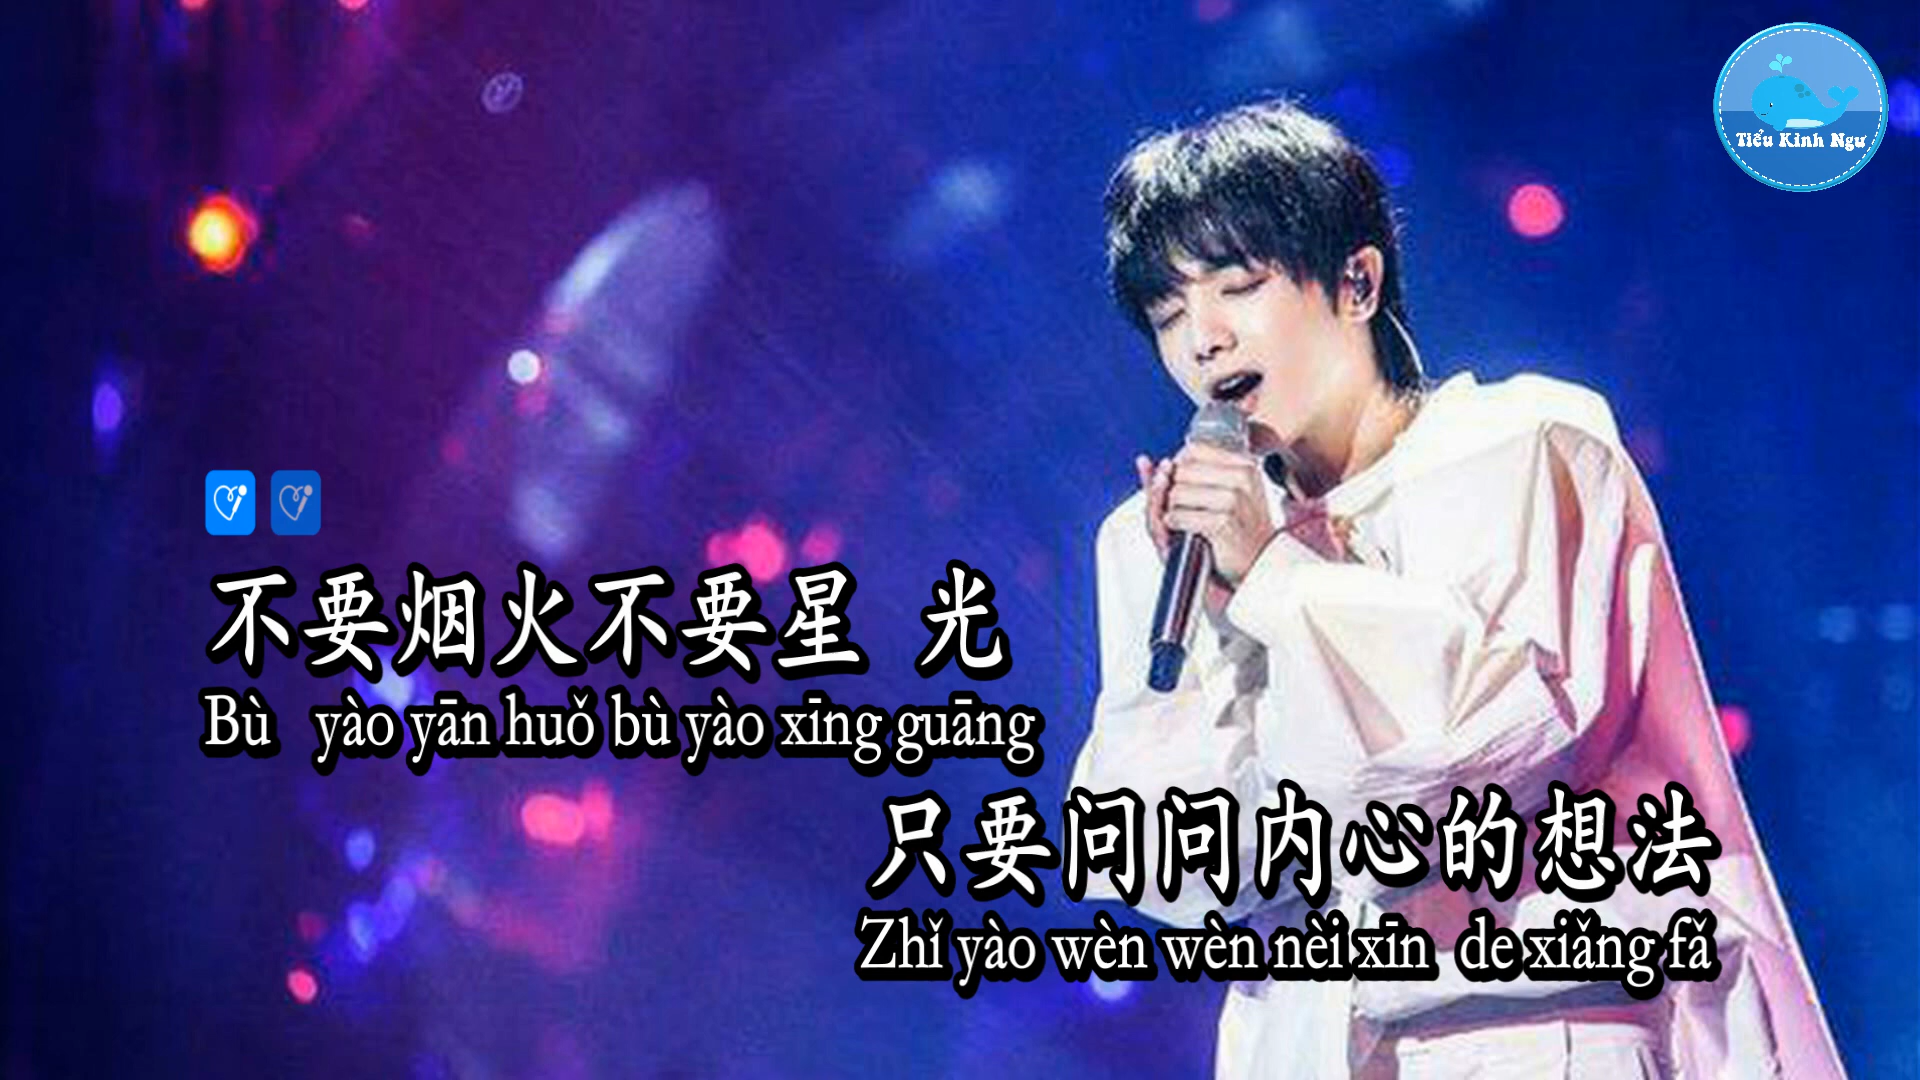 Tiểu Kình Ngư
不要烟火不要星 光
Bù yào yān huǒ bù yào xīng guāng
只要问问内心的想法
Zhǐ yào wèn wèn nèi xīn de xiǎng fǎ